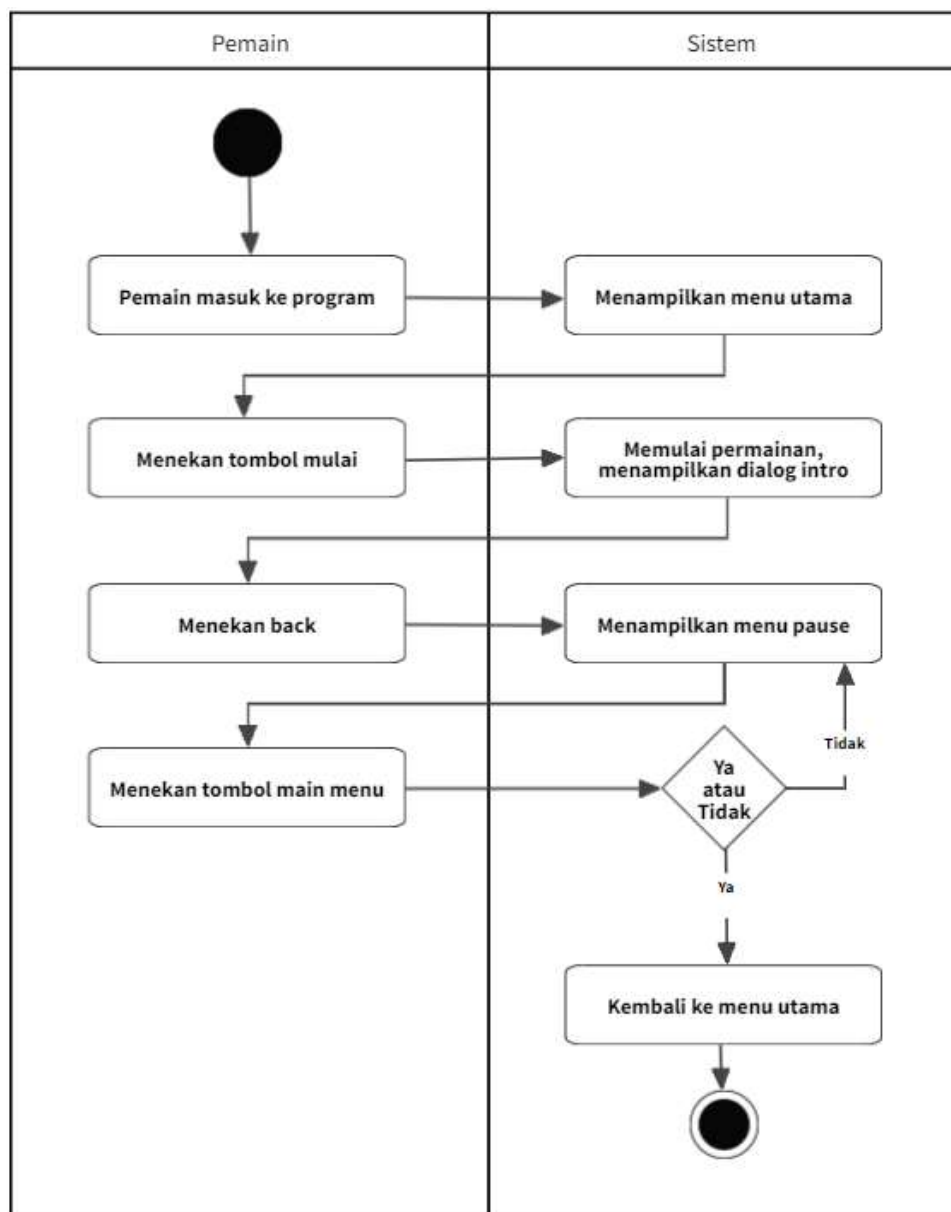 Pemain
Sistem
Pemain masuk ke program
Menampilkan menu utama
Menekan tombol mulai
Memulai permainan,
menampilkan dialog intro
Menekan back
Menampilkan menu pause
Menekan tombol main menu
Ya
atau
Tidak
Tidak
Ya
Kembali ke menu utama